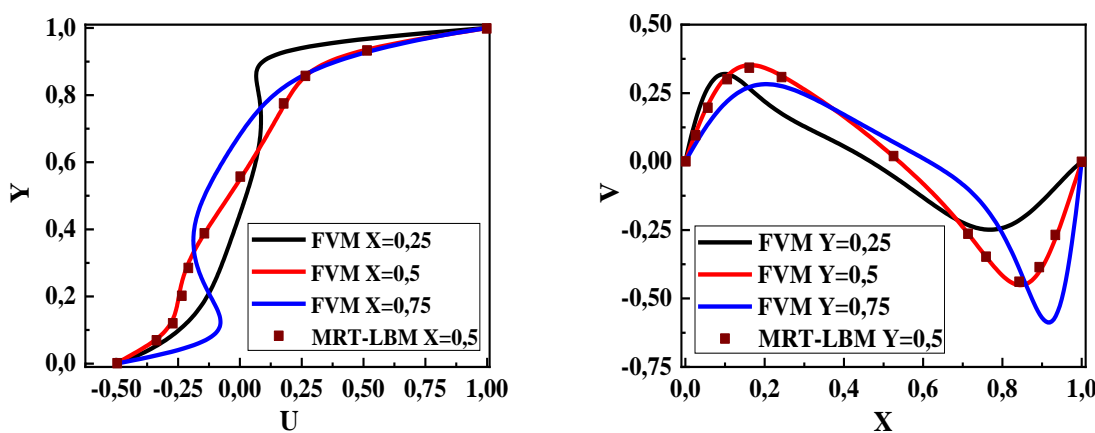 1,0
0,8
0,6
0,4
0,2
0,0
Y
-0,50 -0,25 0,00 0,25 0,50 0,75 1,00
U
FVM X=0,25
FVM X=0,5
FVM X=0,75
MRT-LBM X=0,5
0,50
0,25
0,00
-0,25
-0,50
-0,75
V
0,0 0,2 0,4 0,6 0,8 1,0
X
FVM Y=0,25
FVM Y=0,5
FVM Y=0,75
MRT-LBM Y=0,5